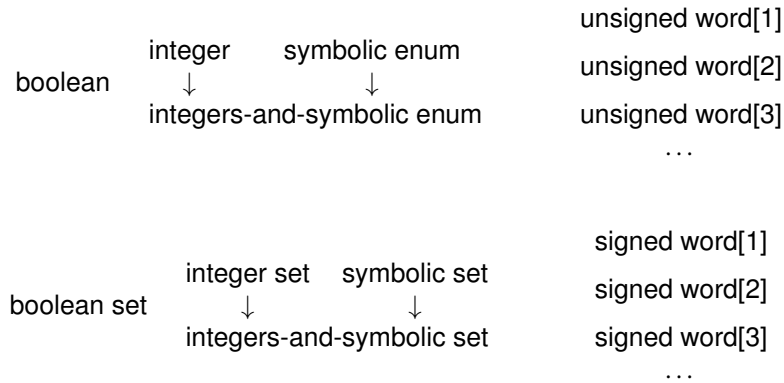 unsigned word[1]
integer symbolic enum
unsigned word[2]
boolean ↓ ↓
integers-and-symbolic enum unsigned word[3]
...
signed word[1]
integer set symbolic set
signed word[2]
boolean set ↓ ↓
integers-and-symbolic set signed word[3]
...